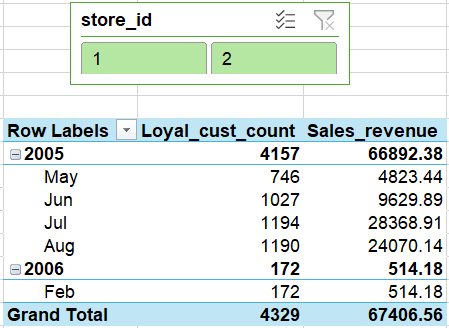 store_id
1 2
Row Labels Loyal_cust_count Sales_revenue
2005 4157 66892.38
May 746 4823.44
Jun 1027 9629.89
Jul 1194 28368.91
Aug 1190 24070.14
2006 172 514.18
Feb 172 514.18
Grand Total 4329 67406.56